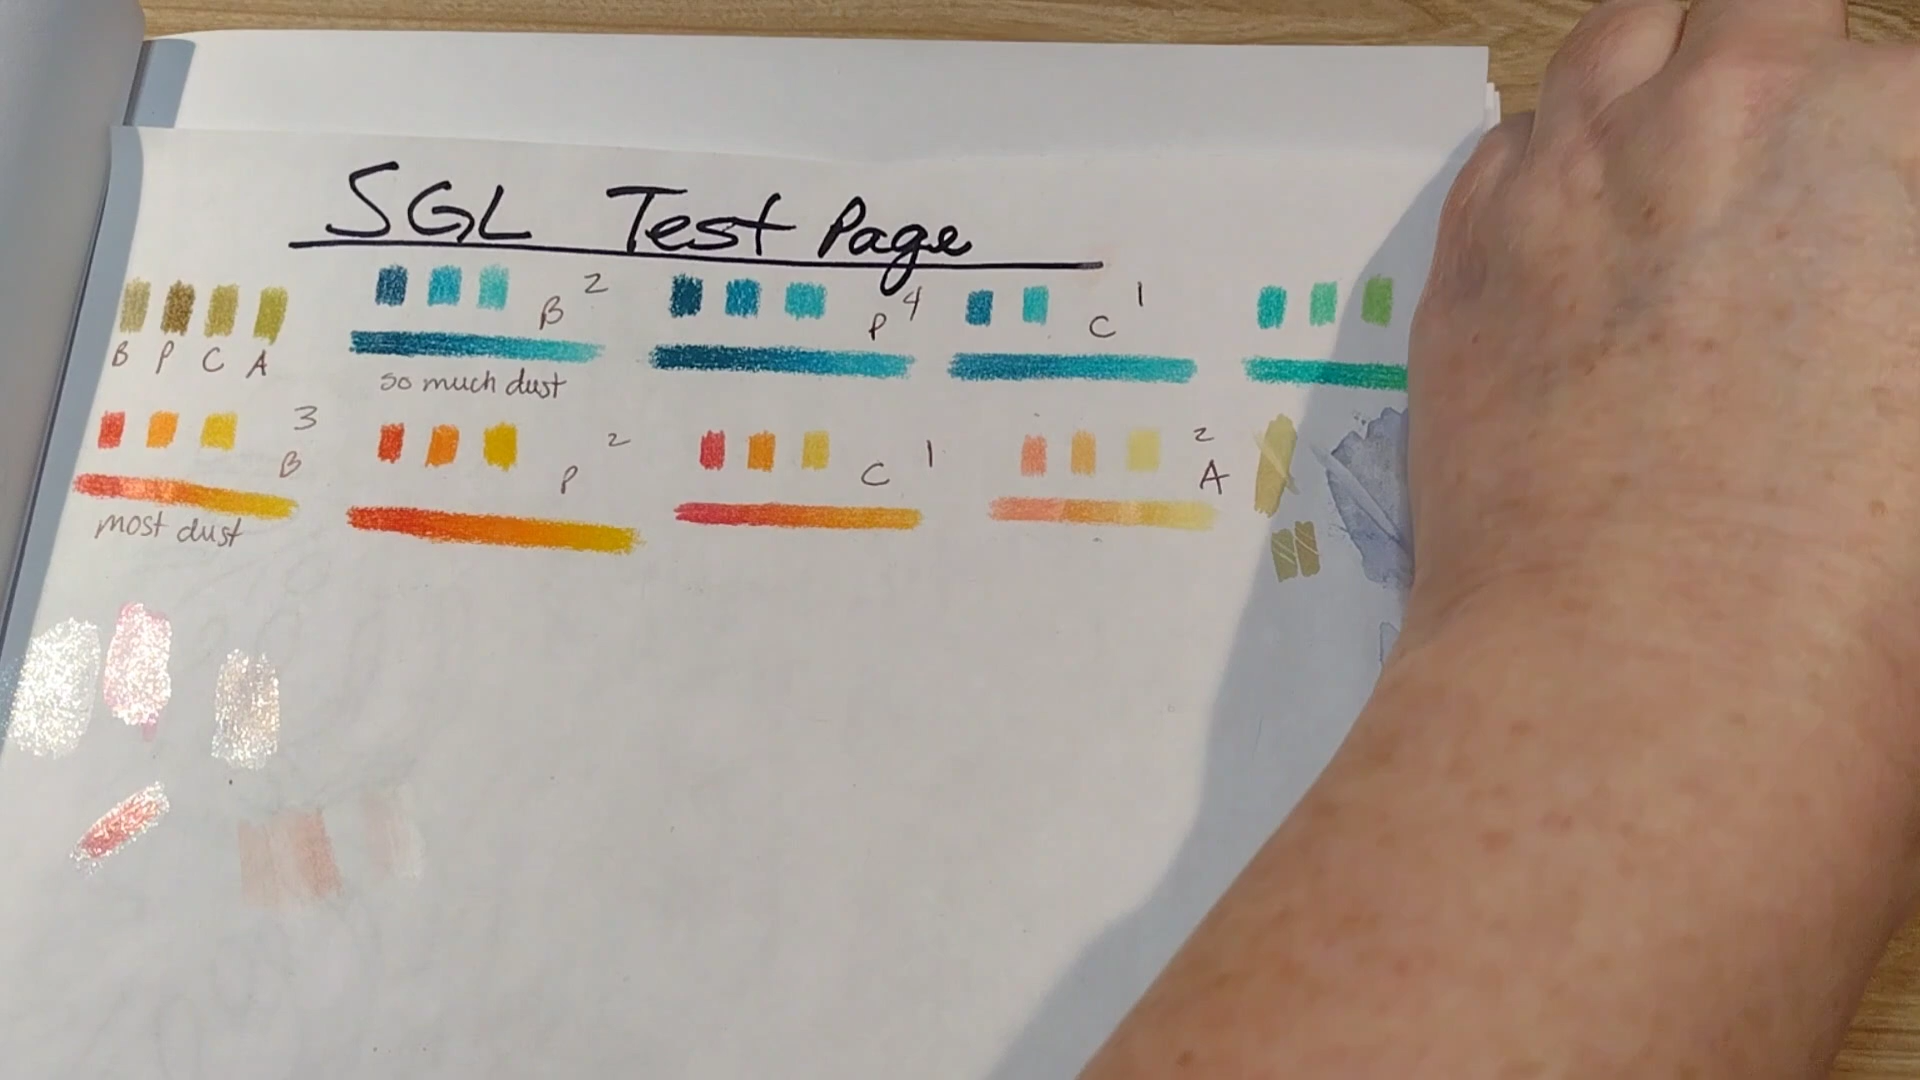 SGL Test Page
B 2 P 4 C 1
B P C A
so much dust
3 B 2 P 1 C 2 A
most dust